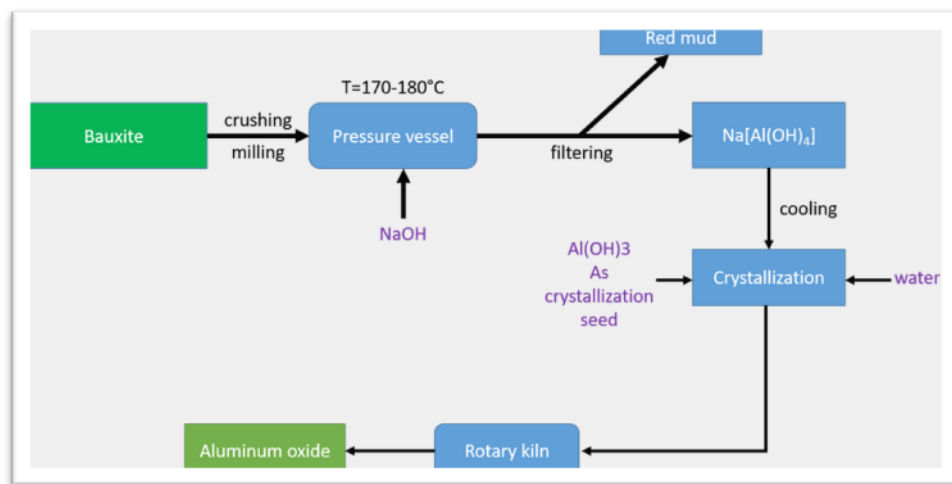 Red mud
T=170-180°C
Bauxite
crushing
milling
Pressure vessel
filtering
Na[Al(OH)₄]
NaOH
cooling
Al(OH)3
As
crystallization
seed
Crystallization
water
Aluminum oxide
Rotary kiln